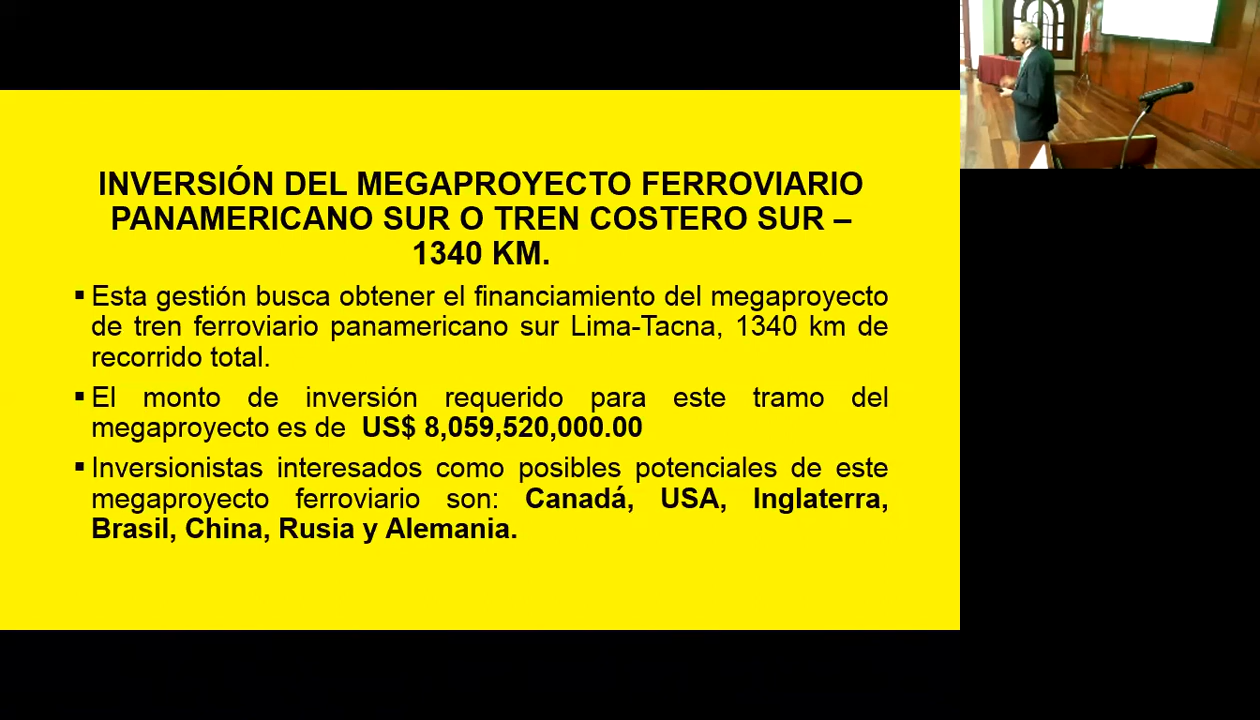 INVERSIÓN DEL MEGAPROYECTO FERROVIARIO
PANAMERICANO SUR O TREN COSTERO SUR –
1340 KM.
▪ Esta gestión busca obtener el financiamiento del megaproyecto
de tren ferroviario panamericano sur Lima-Tacna, 1340 km de
recorrido total.
▪ El monto de inversión requerido para este tramo del
megaproyecto es de US$ 8,059,520,000.00
▪ Inversionistas interesados como posibles potenciales de este
megaproyecto ferroviario son: Canadá, USA, Inglaterra,
Brasil, China, Rusia y Alemania.